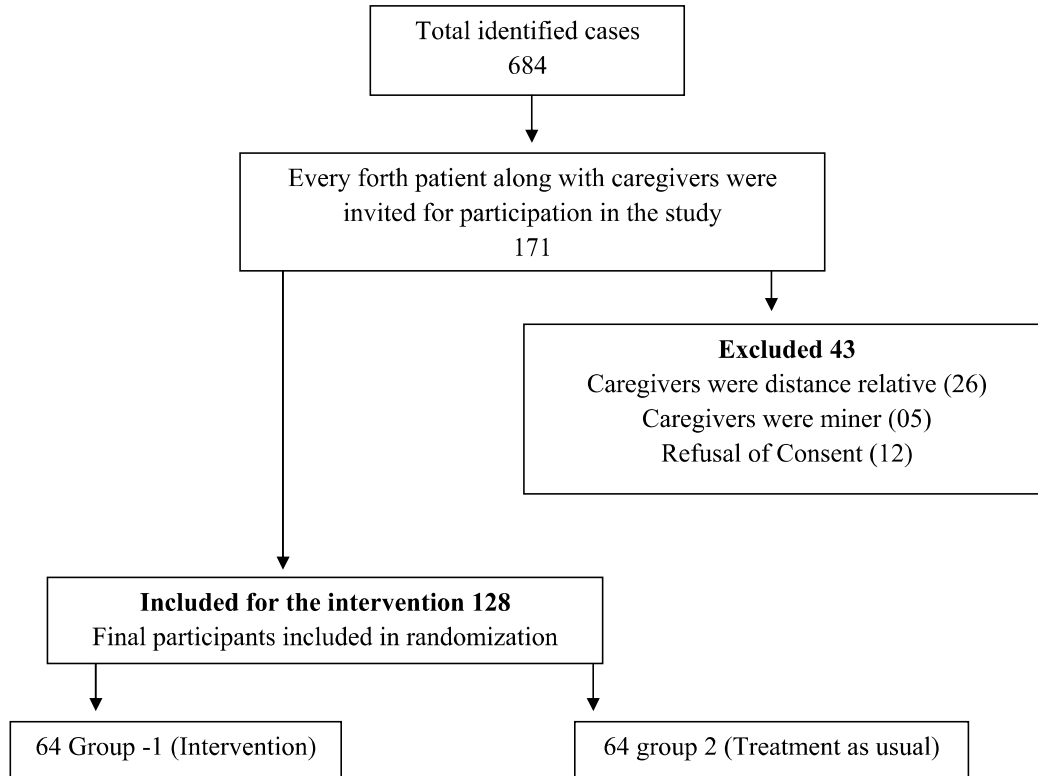 Total identified cases
684
Every forth patient along with caregivers were
invited for participation in the study
171
Excluded 43
Caregivers were distance relative (26)
Caregivers were miner (05)
Refusal of Consent (12)
Included for the intervention 128
Final participants included in randomization
64 Group -1 (Intervention)
64 group 2 (Treatment as usual)